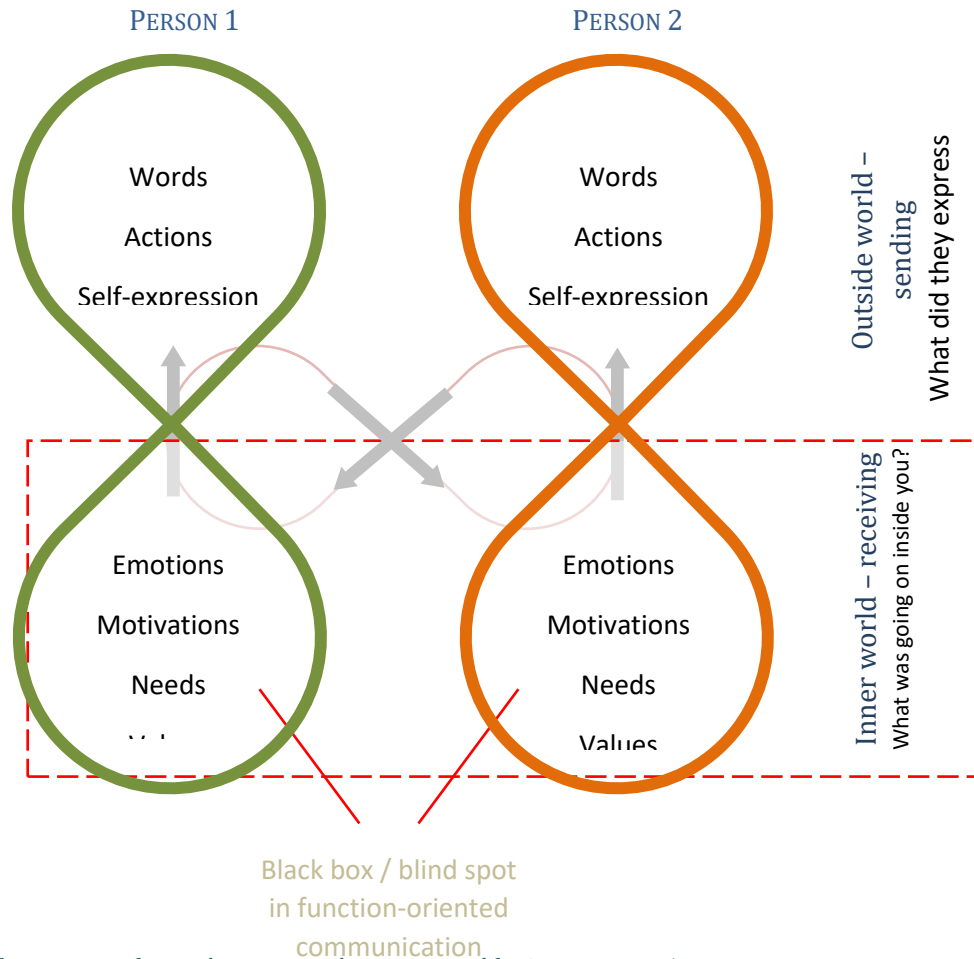 PERSON 1
PERSON 2
Words
Actions
Self-expression
Words
Actions
Self-expression
Outside world –
sending
What did they express
Emotions
Motivations
Needs
Emotions
Motivations
Needs
Values
Inner world – receiving
What was going on inside you?
Black box / blind spot
in function-oriented
communication